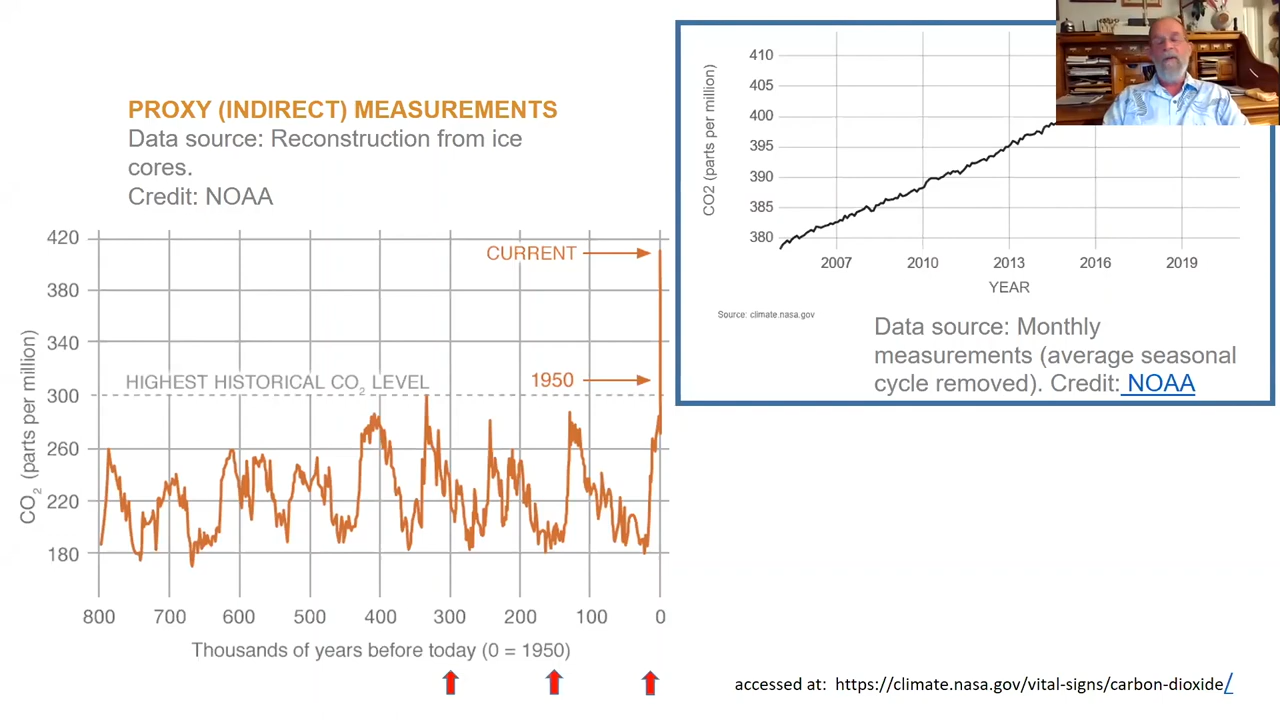 PROXY (INDIRECT) MEASUREMENTS
Data source: Reconstruction from ice
cores.
Credit: NOAA
420
380
340
300
260
220
180
CO2 (parts per million)
CURRENT
1950
HIGHEST HISTORICAL CO2 LEVEL
800 700 600 500 400 300 200 100 0
Thousands of years before today (0 = 1950)
410
405
400
395
390
385
380
CO2 (parts per million)
2007 2010 2013 2016 2019
YEAR
Source: climate.nasa.gov
Data source: Monthly
measurements (average seasonal
cycle removed). Credit: NOAA
accessed at: https://climate.nasa.gov/vital-signs/carbon-dioxide/